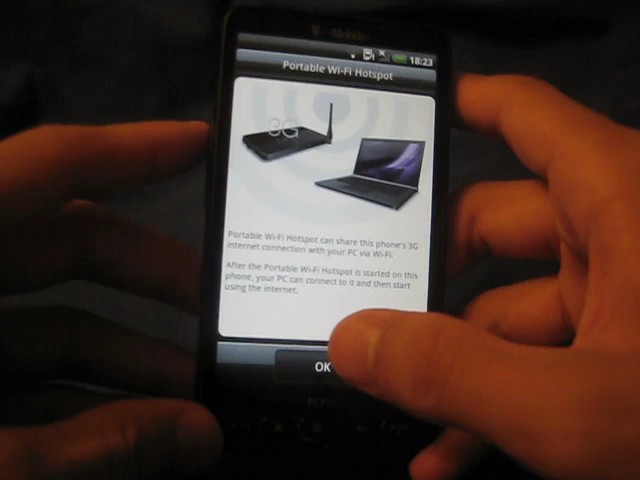 T-Mobile
18:23
Portable Wi-Fi Hotspot
3G
Portable Wi-Fi Hotspot can share this phone's 3G
internet connection with your PC via Wi-Fi.
After the Portable Wi-Fi Hotspot is started on this
phone, your PC can connect to it and then start
using the internet.
OK